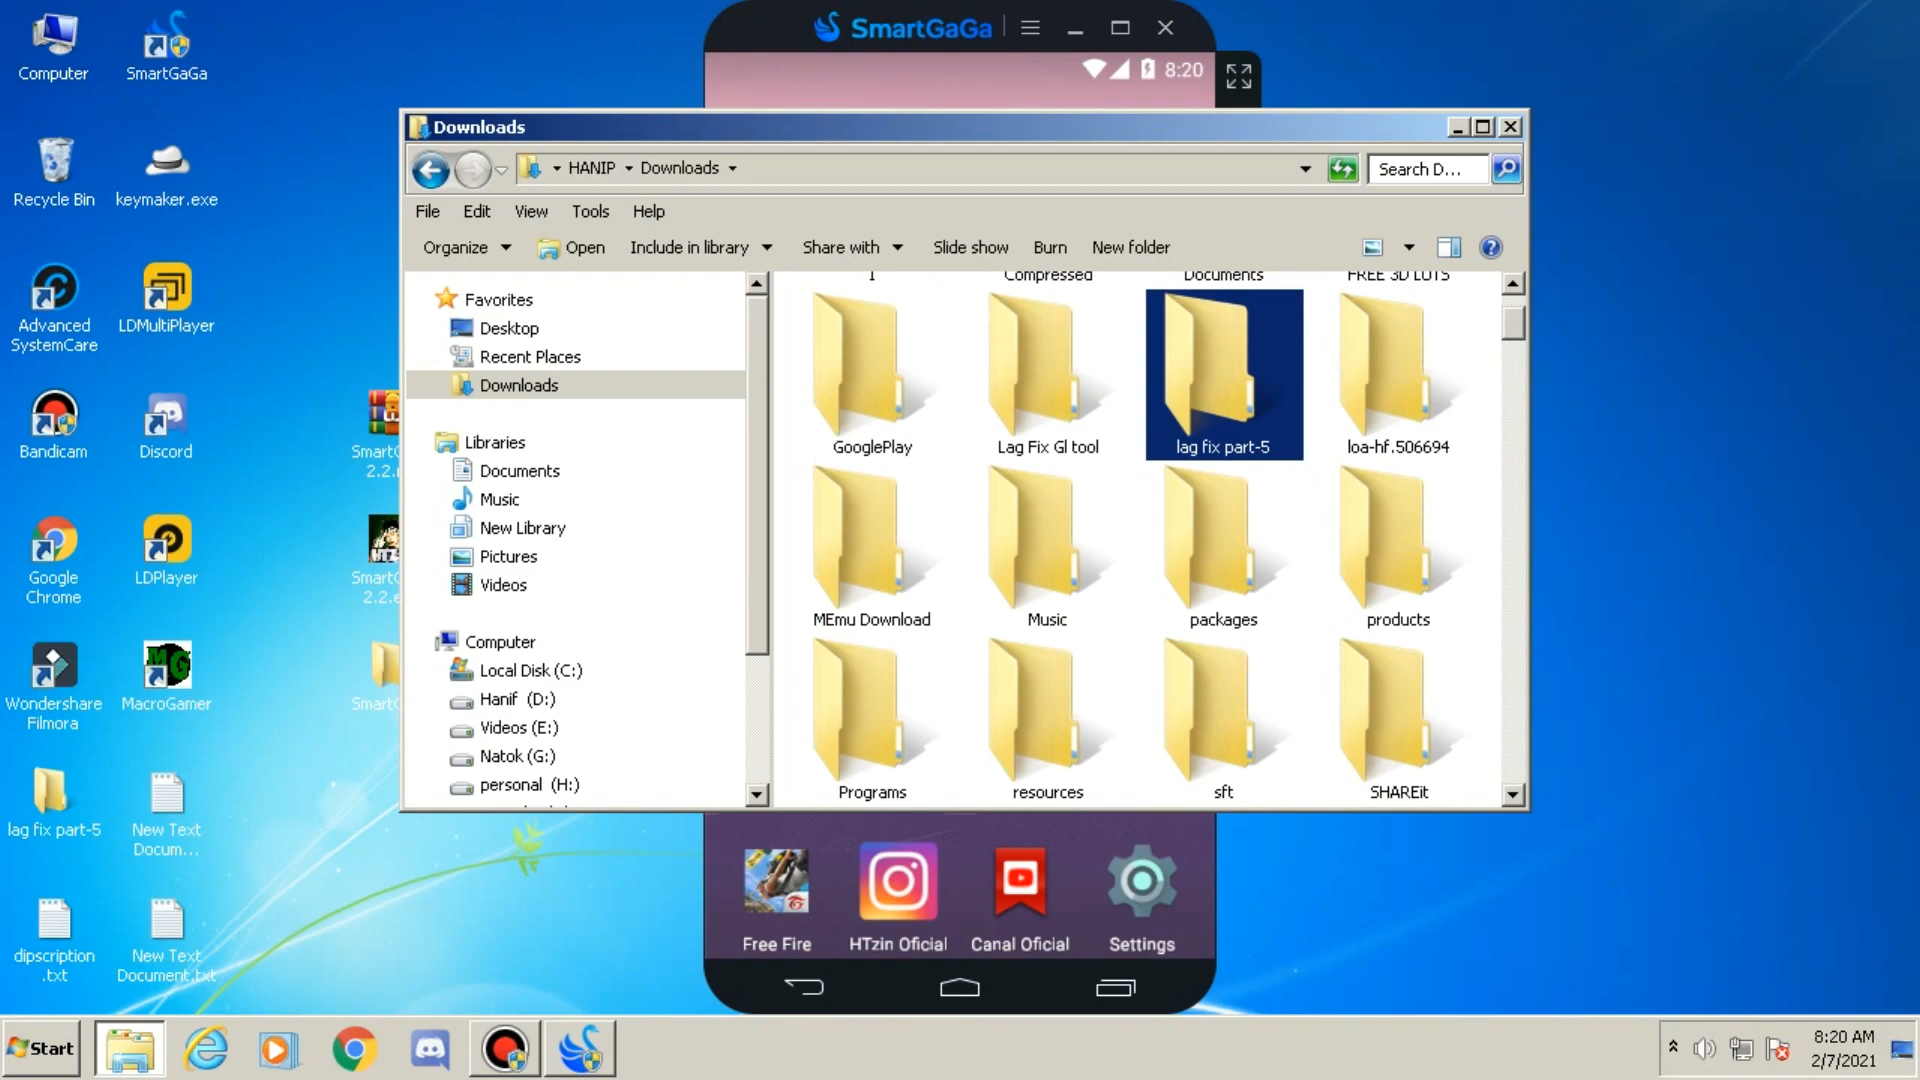 Computer
SmartGaGa
Recycle Bin
keymaker.exe
Advanced
SystemCare
LDMultiPlayer
Bandicam
Discord
Google
Chrome
LDPlayer
Wondershare
Filmora
MacroGamer
lag fix part-5
New Text
Docum...
dipscription
.txt
New Text
Document.txt
2.2.
2.2.
SmartGaGa
8:20
Downloads
HANIP
Downloads
Search D...
File
Edit
View
Tools
Help
Organize
Open
Include in library
Share with
Slide show
Burn
New folder
Favorites
Desktop
Recent Places
Downloads
Libraries
Documents
Music
New Library
Pictures
Videos
Computer
Local Disk (C:)
Hanif (D:)
Videos (E:)
Natok (G:)
personal (H:)
1
Compressed
Documents
FREE 3D LUTS
GooglePlay
Lag Fix Gl tool
lag fix part-5
loa-hf.506694
MEmu Download
Music
packages
products
Programs
resources
sft
SHAREit
Free Fire
HTzin Oficial
Canal Oficial
Settings
Start
8:20 AM
2/7/2021